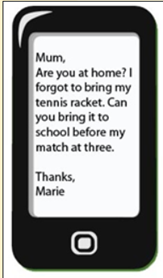 Mum,
Are you at home? I
forgot to bring my
tennis racket. Can
you bring it to
school before my
match at three.
Thanks,
Marie